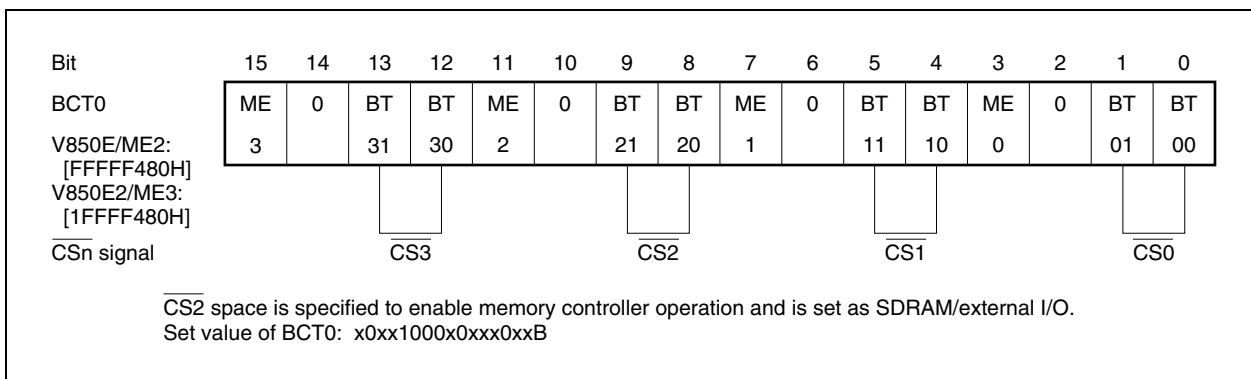 Bit 15 14 13 12 11 10 9 8 7 6 5 4 3 2 1 0
BCT0 ME 0 BT BT ME 0 BT BT ME 0 BT BT ME 0 BT BT
V850E/ME2: 3 31 30 2 21 20 1 11 10 0 01 00
[FFFFF480H]
V850E2/ME3:
[1FFFF480H]
CSn signal CS3 CS2 CS1 CS0
CS2 space is specified to enable memory controller operation and is set as SDRAM/external I/O.
Set value of BCT0: x0xx1000x0xxx0xxB